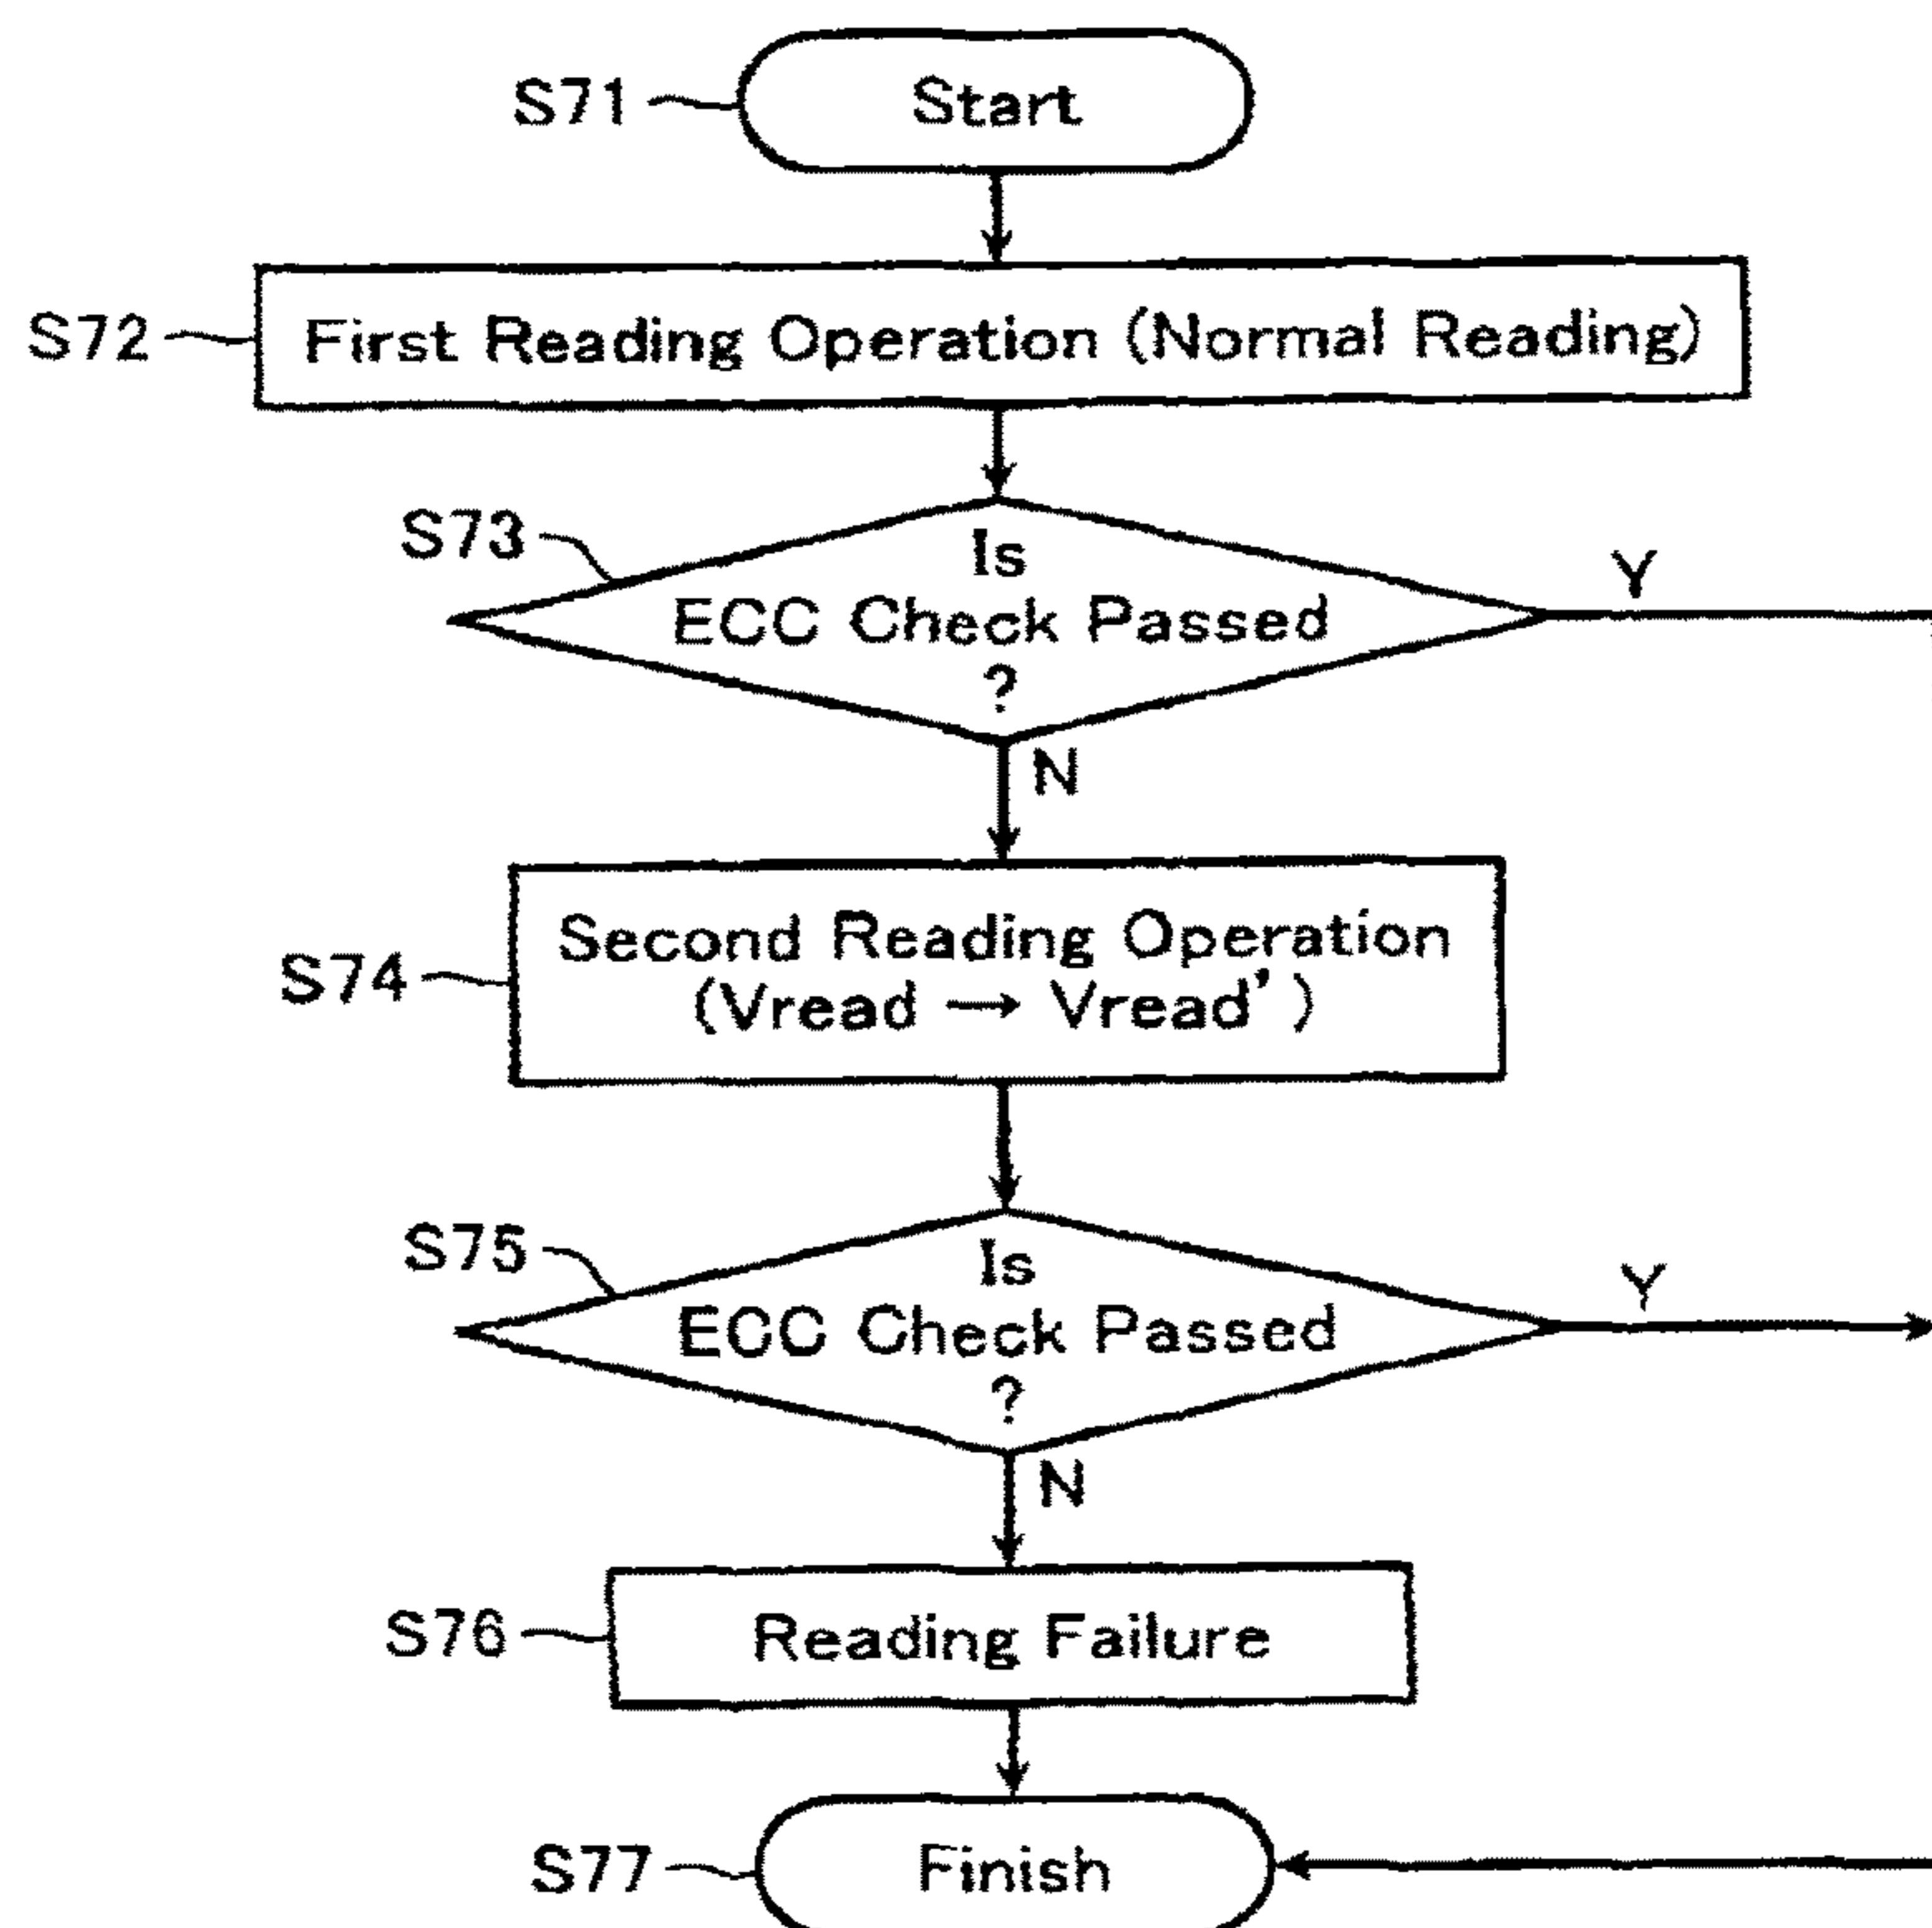 S71
Start
S72
First Reading Operation (Normal Reading)
S73
Is
ECC Check Passed
?
Y
N
S74
Second Reading Operation
(Vread → Vread')
S75
Is
ECC Check Passed
?
Y
N
S76
Reading Failure
S77
Finish